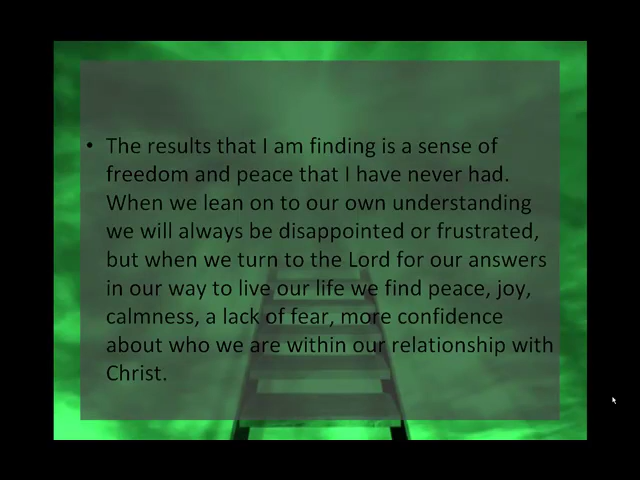 • The results that I am finding is a sense of
freedom and peace that I have never had.
When we lean on to our own understanding
we will always be disappointed or frustrated,
but when we turn to the Lord for our answers
in our way to live our life we find peace, joy,
calmness, a lack of fear, more confidence
about who we are within our relationship with
Christ.